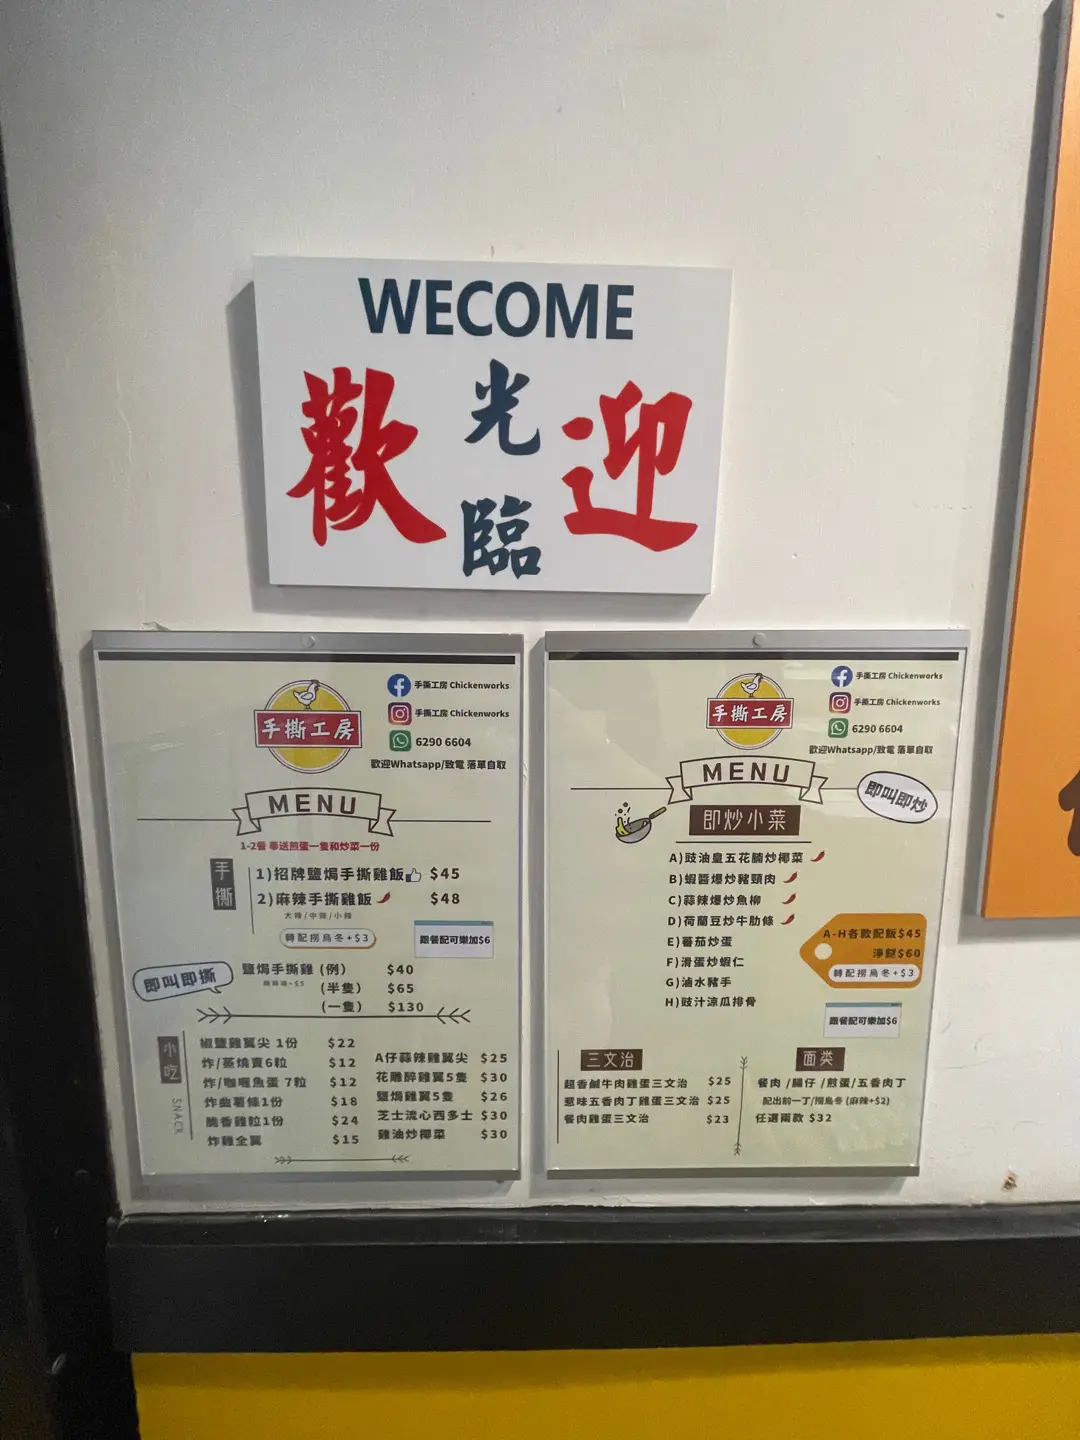 WECOME
歡
光
臨
迎
手撕工房
手撕工房 Chickenworks
手撕工房 Chickenworks
6290 6604
歡迎Whatsapp/致電 落單自取
MENU
1-2餐 奉送煎蛋一隻和炒菜一份
手撕
1)招牌鹽焗手撕雞飯 $45
2)麻辣手撕雞飯 $48
大辣/中辣/小辣
轉配撈烏冬+$3
跟餐配可樂加$6
即叫即撕
鹽焗手撕雞 (例) $40
(半隻) $65
(一隻) $130
小吃
SNACK
椒鹽雞翼尖 1份 $22
炸/蒸燒賣6粒 $12
炸/咖喱魚蛋 7粒 $12
炸曲薯條1份 $18
脆香雞粒1份 $24
炸雞全翼 $15
A仔蒜辣雞翼尖 $25
花雕醉雞翼5隻 $30
鹽焗雞翼5隻 $26
芝士流心西多士 $30
雞油炒椰菜 $30
手撕工房
手撕工房 Chickenworks
手撕工房 Chickenworks
6290 6604
歡迎Whatsapp/致電 落單自取
MENU
即叫即炒
即炒小菜
A)豉油皇五花腩炒椰菜
B)蝦醬爆炒豬頸肉
C)蒜辣爆炒魚柳
D)荷蘭豆炒牛肋條
E)蕃茄炒蛋
F)滑蛋炒蝦仁
G)滷水豬手
H)豉汁涼瓜排骨
A-H各款配飯$45
淨餸$60
轉配撈烏冬+$3
跟餐配可樂加$6
三文治
超香鹹牛肉雞蛋三文治 $25
惹味五香肉丁雞蛋三文治 $25
餐肉雞蛋三文治 $23
面类
餐肉 /腸仔 /煎蛋/五香肉丁
配出前一丁/撈烏冬 (麻辣+$2)
任選兩款 $32